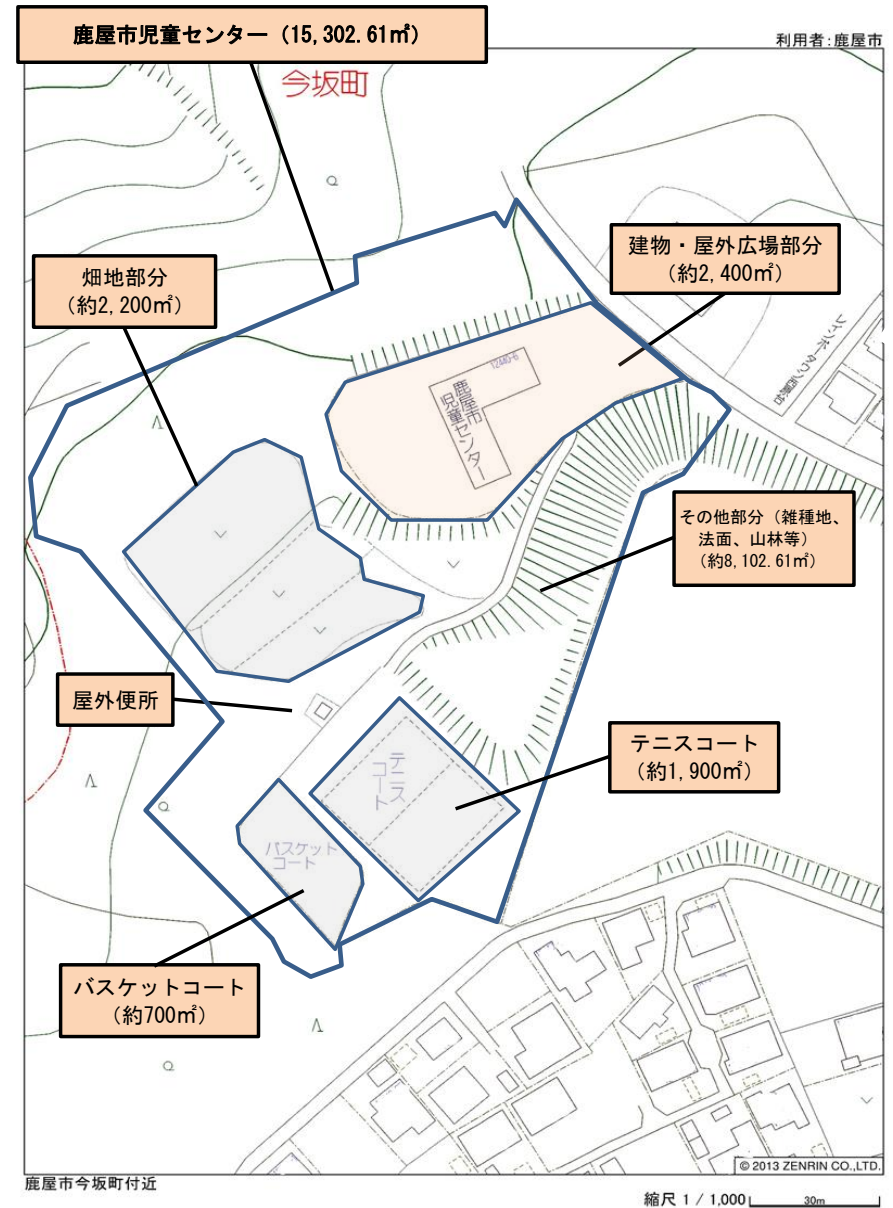 鹿屋市児童センター（15,302.61㎡）
利用者:鹿屋市
今坂町
建物・屋外広場部分
（約2,400㎡）
畑地部分
（約2,200㎡）
12440-6
鹿屋市
児童センター
その他部分（雑種地、
法面、山林等）
（約8,102.61㎡）
屋外便所
テニスコート
（約1,900㎡）
テニス
コート
バスケット
コート
バスケットコート
（約700㎡）
© 2013 ZENRIN CO.,LTD.
鹿屋市今坂町付近
縮尺 1 / 1,000
30m